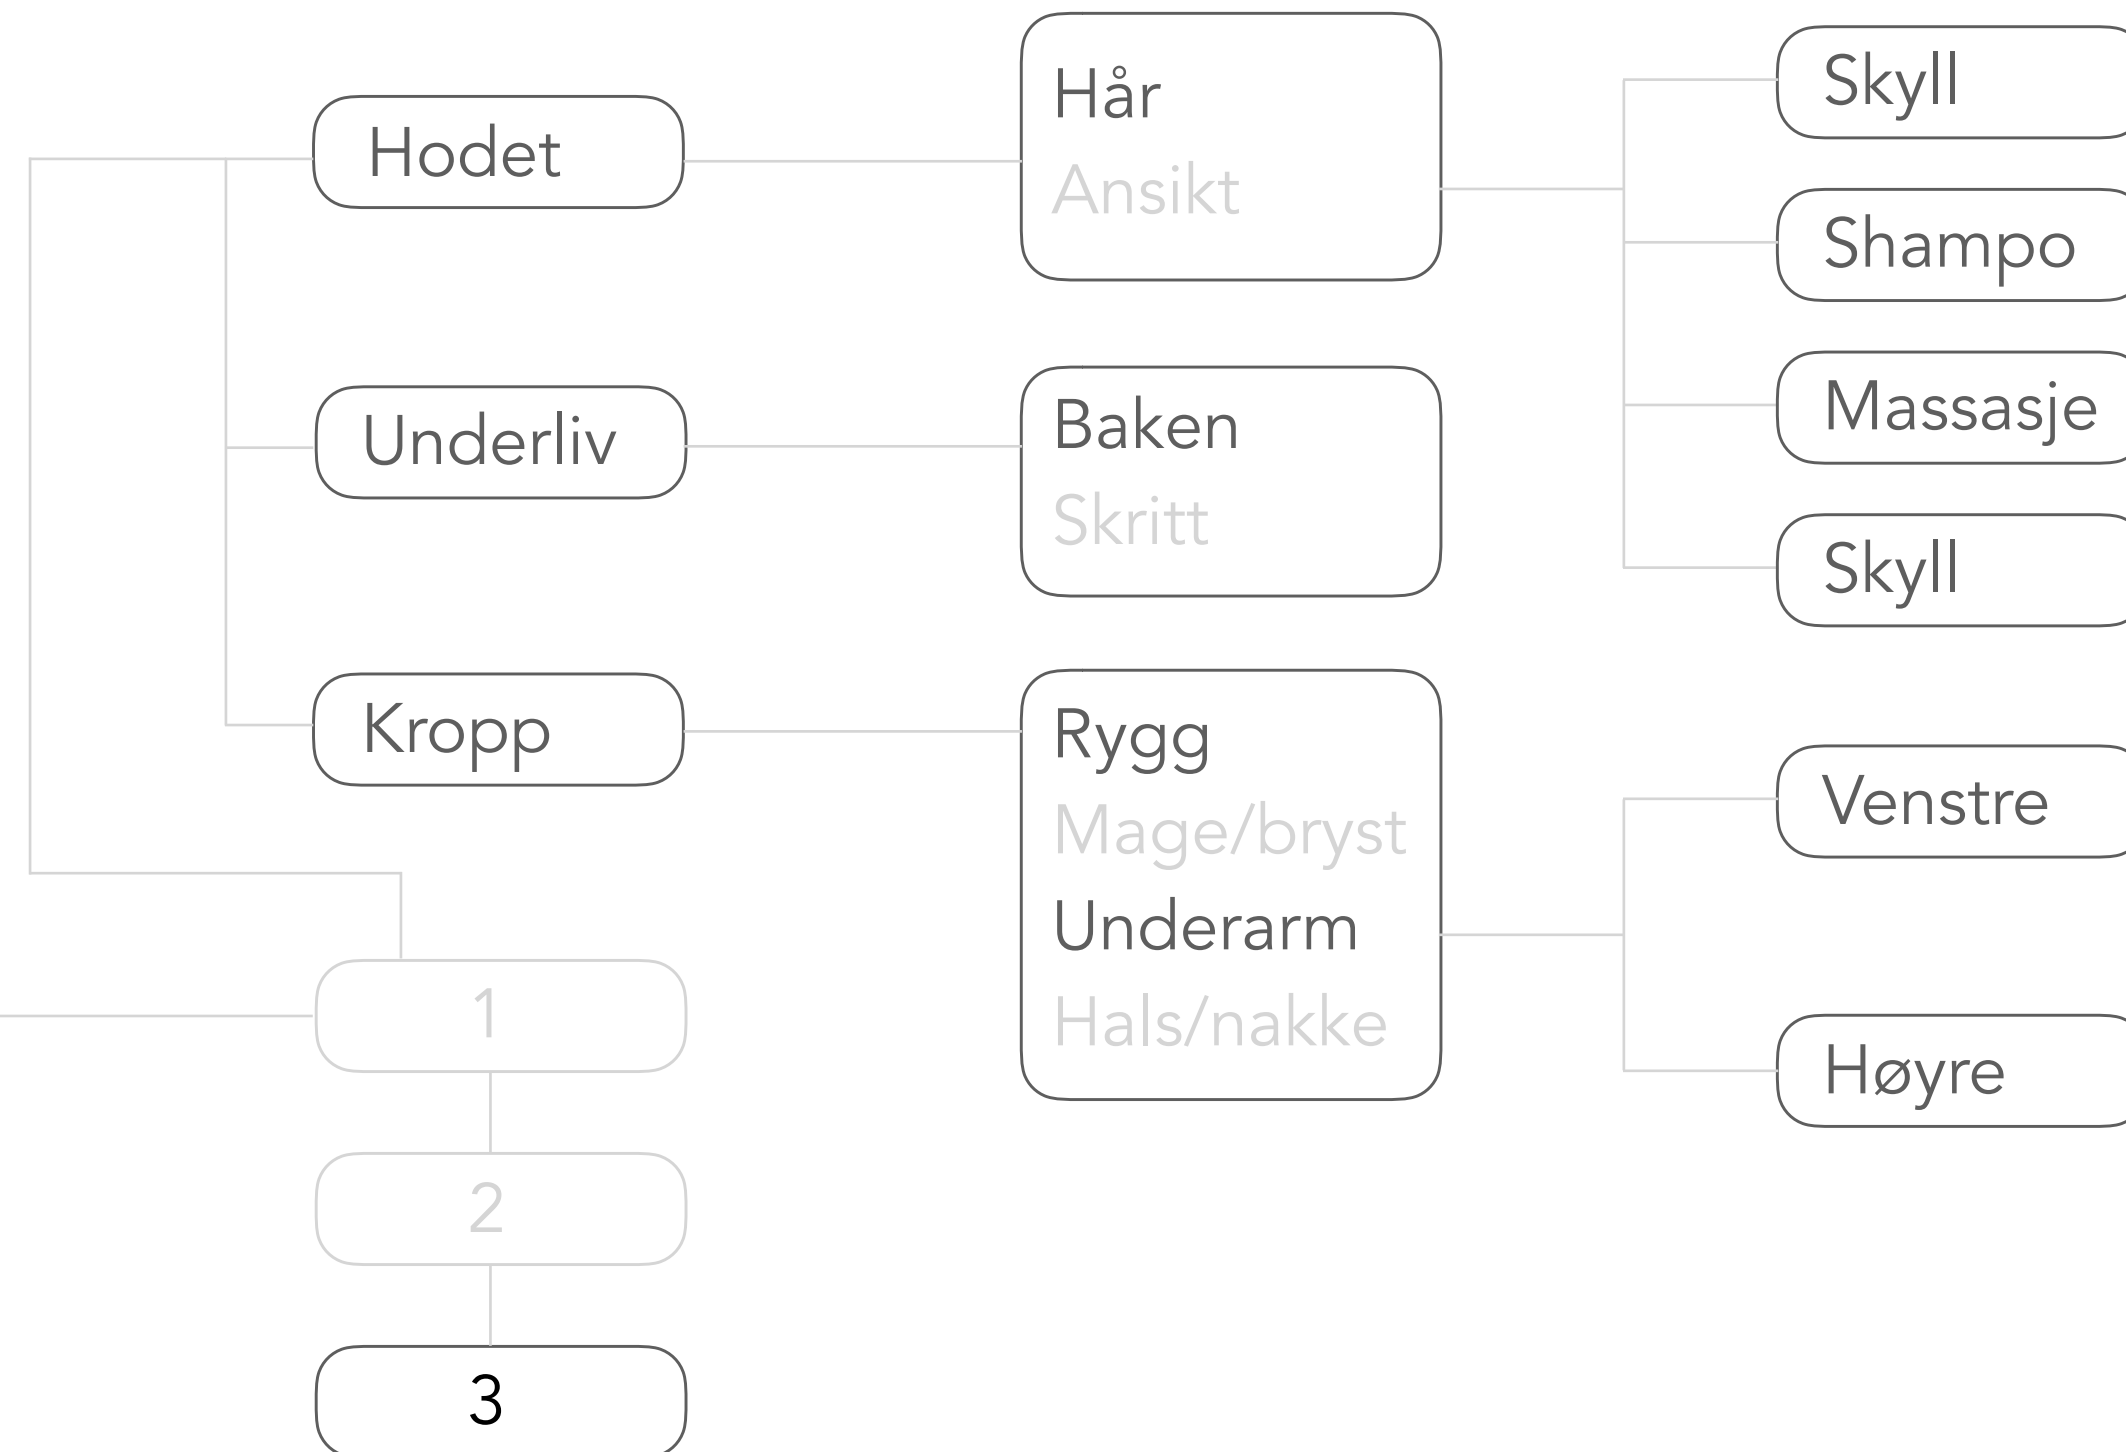 Hodet
Underliv
Kropp
1
2
3
Hår
Ansikt
Baken
Skritt
Rygg
Mage/bryst
Underarm
Hals/nakke
Skyll
Shampo
Massasje
Skyll
Venstre
Høyre